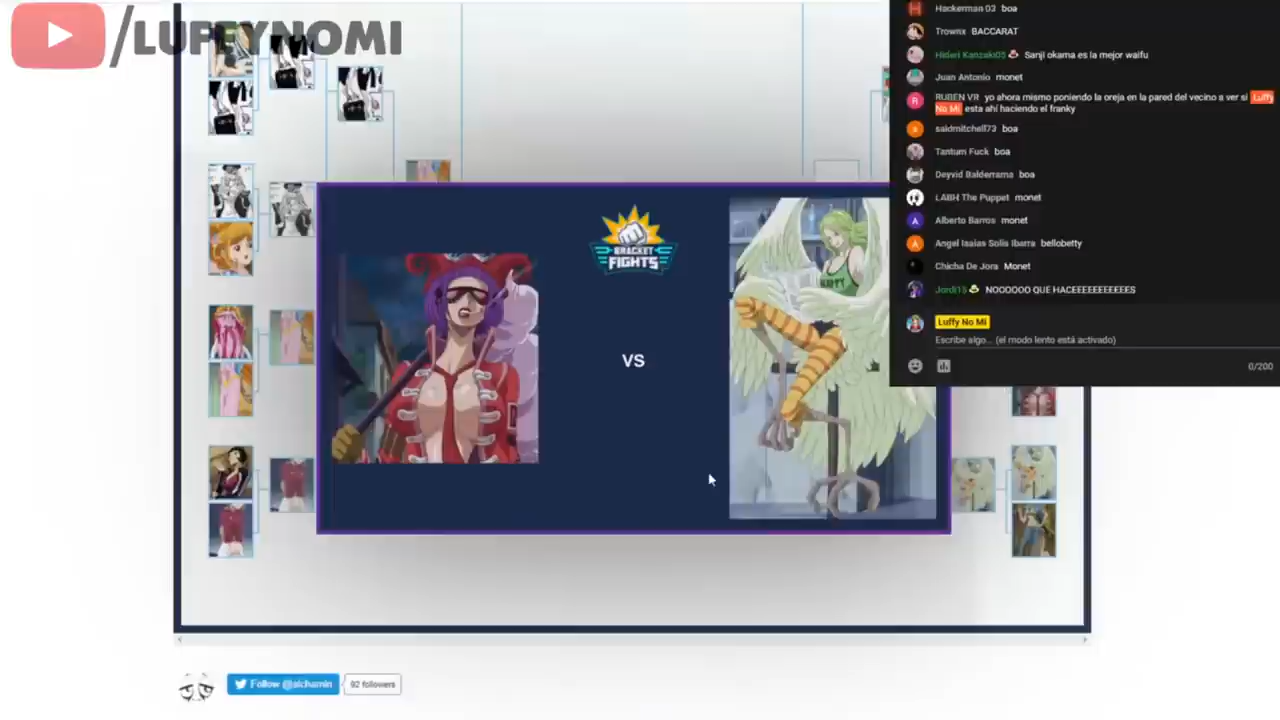 /LUFFYNOMI
Hackerman 03 boa
Trownx BACCARAT
Hideri Kanzaki05 Sanji okama es la mejor waifu
Juan Antonio monet
RUBEN VR yo ahora mismo poniendo la oreja en la pared del vecino a ver si Luffy
No Mi esta ahí haciendo el franky
saidmitchell73 boa
Tantum Fuck boa
Deyvid Balderrama boa
LABH The Puppet monet
Alberto Barros monet
Angel Isaias Solis Ibarra bellobetty
Chicha De Jora Monet
Jordi15 NOOOOOO QUE HACEEEEEEEEEEES
Luffy No Mi
Escribe algo... (el modo lento está activado)
0/200
BRACKET
FIGHTS
VS
Follow @aichamin
92 followers